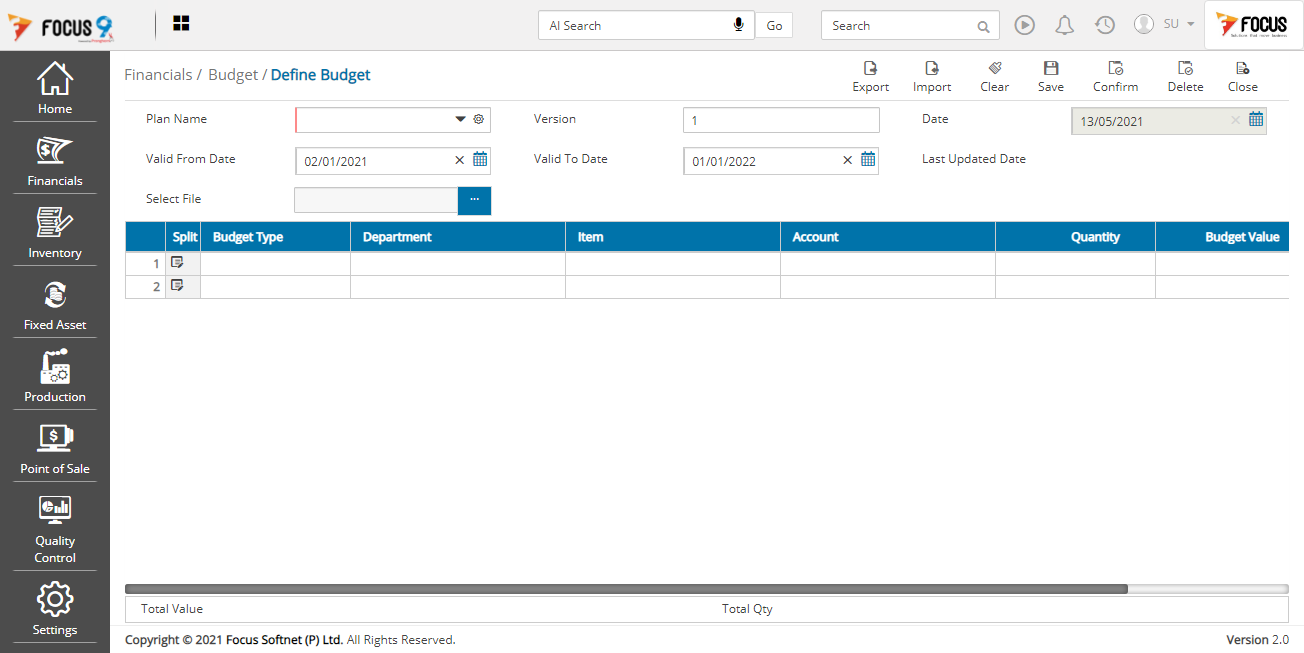 FOCUS 9
AI Search
Go
Search
SU
FOCUS
Home
Financials
Inventory
Fixed Asset
Production
Point of Sale
Quality
Control
Settings
Financials / Budget / Define Budget
Export Import Clear Save Confirm Delete Close
Plan Name
Version 1
Date 13/05/2021
Valid From Date 02/01/2021
Valid To Date 01/01/2022
Last Updated Date
Select File ...
Split Budget Type Department Item Account Quantity Budget Value
1
2
Total Value Total Qty
Copyright © 2021 Focus Softnet (P) Ltd. All Rights Reserved. Version 2.0